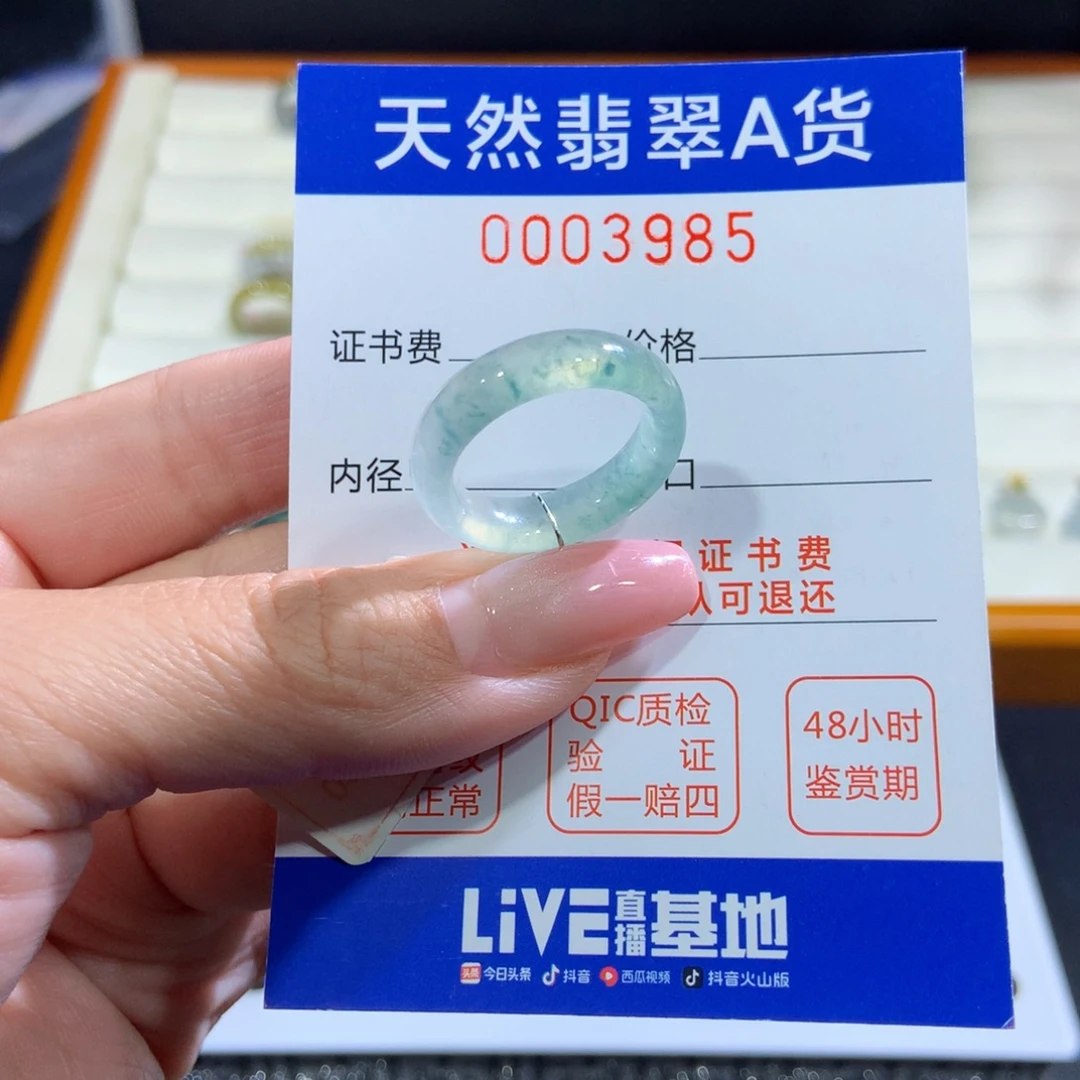 天然翡翠A货
0003985
证书费 价格
内径 口
证书费
可退还
QIC质检
验 证
假一赔四
正常
48小时
鉴赏期
LiVE直播基地
头条 今日头条 抖音 西瓜视频 抖音火山版